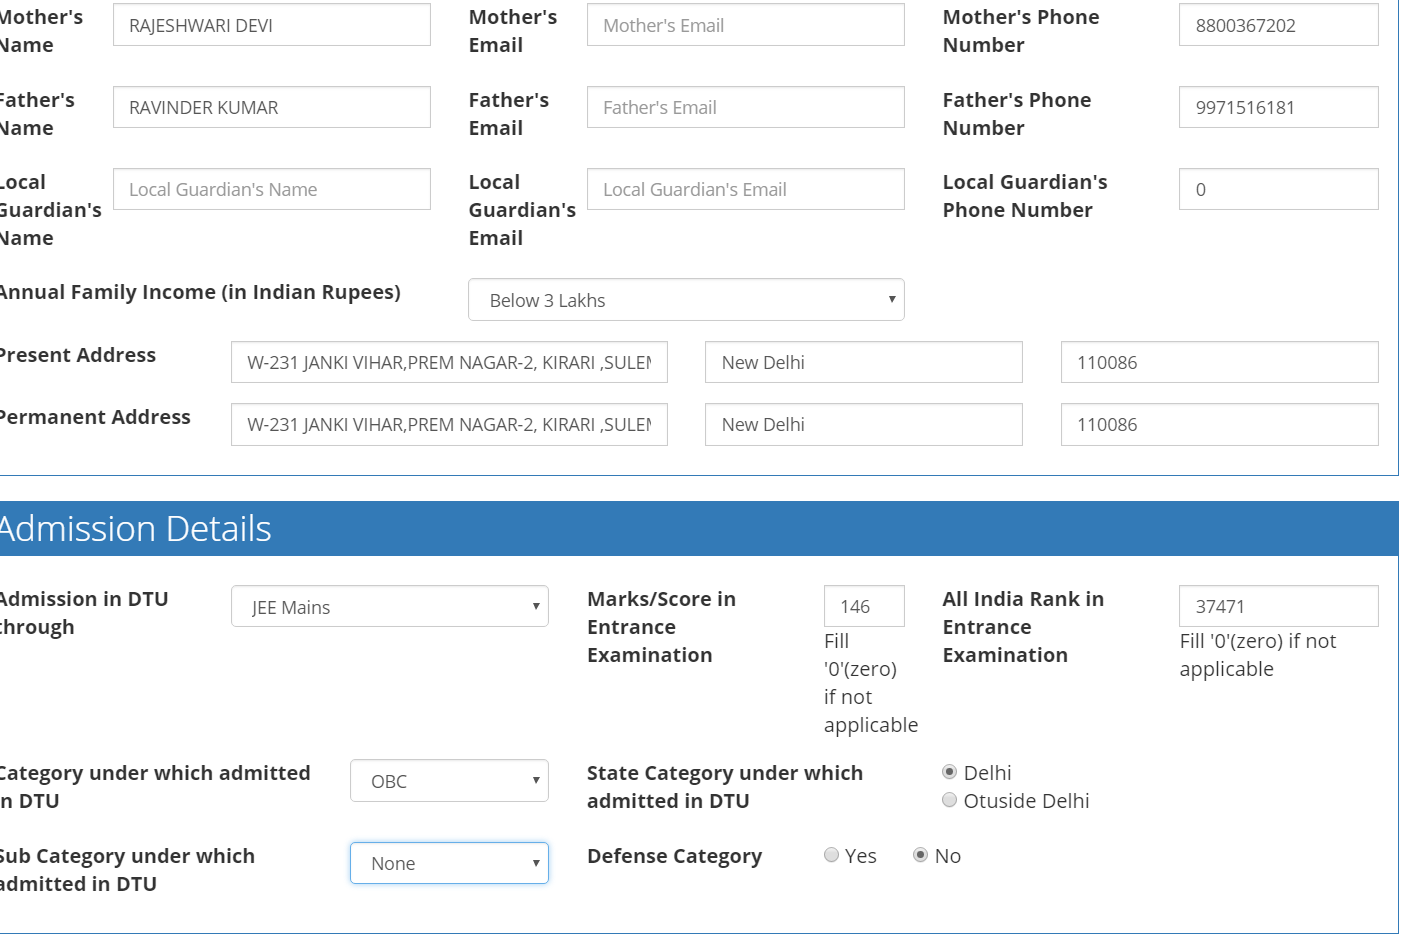 Mother's Name RAJESHWARI DEVI Mother's Email Mother's Email Mother's Phone Number 8800367202
Father's Name RAVINDER KUMAR Father's Email Father's Email Father's Phone Number 9971516181
Local Guardian's Name Local Guardian's Name Local Guardian's Email Local Guardian's Email Local Guardian's Phone Number 0
Annual Family Income (in Indian Rupees) Below 3 Lakhs
Present Address W-231 JANKI VIHAR,PREM NAGAR-2, KIRARI ,SULEM New Delhi 110086
Permanent Address W-231 JANKI VIHAR,PREM NAGAR-2, KIRARI ,SULEM New Delhi 110086
Admission Details
Admission in DTU through JEE Mains Marks/Score in Entrance Examination 146 Fill '0'(zero) if not applicable All India Rank in Entrance Examination 37471 Fill '0'(zero) if not applicable
Category under which admitted in DTU OBC State Category under which admitted in DTU Delhi Otuside Delhi
Sub Category under which admitted in DTU None Defense Category Yes No